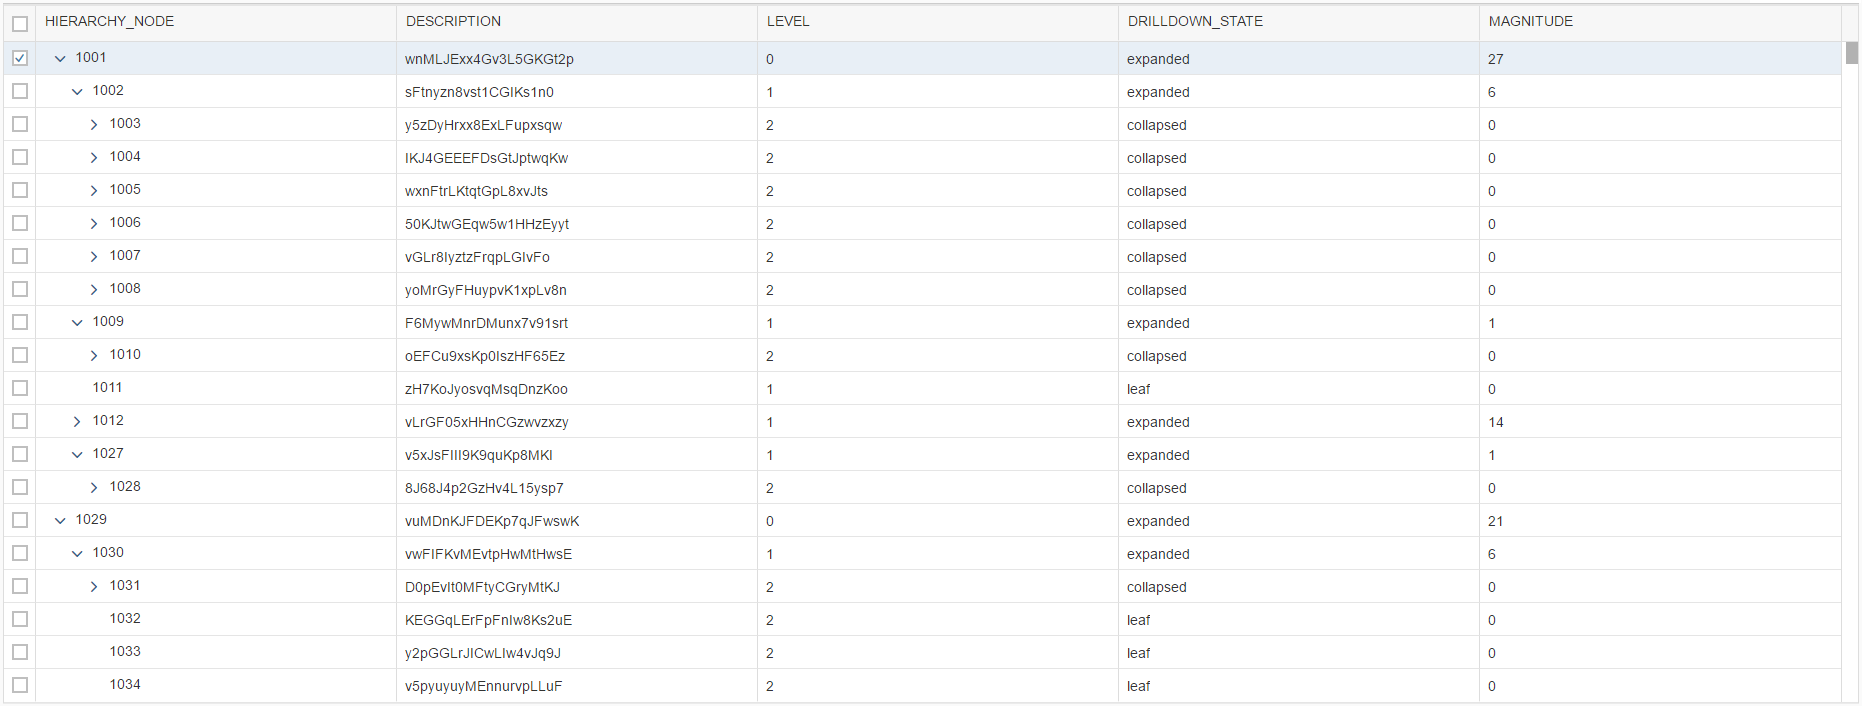 HIERARCHY_NODE DESCRIPTION LEVEL DRILLDOWN_STATE MAGNITUDE
1001 wnMLJExx4Gv3L5GKGt2p 0 expanded 27
1002 sFtnyzn8vst1CGIKs1n0 1 expanded 6
1003 y5zDyHrxx8ExLFupxsqw 2 collapsed 0
1004 IKJ4GEEEFDsGtJptwqKw 2 collapsed 0
1005 wxnFtrLKtqtGpL8xvJts 2 collapsed 0
1006 50KJtwGEqw5w1HHzEyyt 2 collapsed 0
1007 vGLr8IyztzFrqpLGIvFo 2 collapsed 0
1008 yoMrGyFHuypvK1xpLv8n 2 collapsed 0
1009 F6MywMnrDMunx7v91srt 1 expanded 1
1010 oEFCu9xsKp0IszHF65Ez 2 collapsed 0
1011 zH7KoJyosvqMsqDnzKoo 1 leaf 0
1012 vLrGF05xHHnCGzwvzxzy 1 expanded 14
1027 v5xJsFIII9K9quKp8MKI 1 expanded 1
1028 8J68J4p2GzHv4L15ysp7 2 collapsed 0
1029 vuMDnKJFDEKp7qJFwswK 0 expanded 21
1030 vwFIFKvMEvtpHwMtHwsE 1 expanded 6
1031 D0pEvIt0MFtyCGryMtKJ 2 collapsed 0
1032 KEGGqLErFpFnIw8Ks2uE 2 leaf 0
1033 y2pGGLrJICwLIw4vJq9J 2 leaf 0
1034 v5pyuyuyMEnnurvpLLuF 2 leaf 0